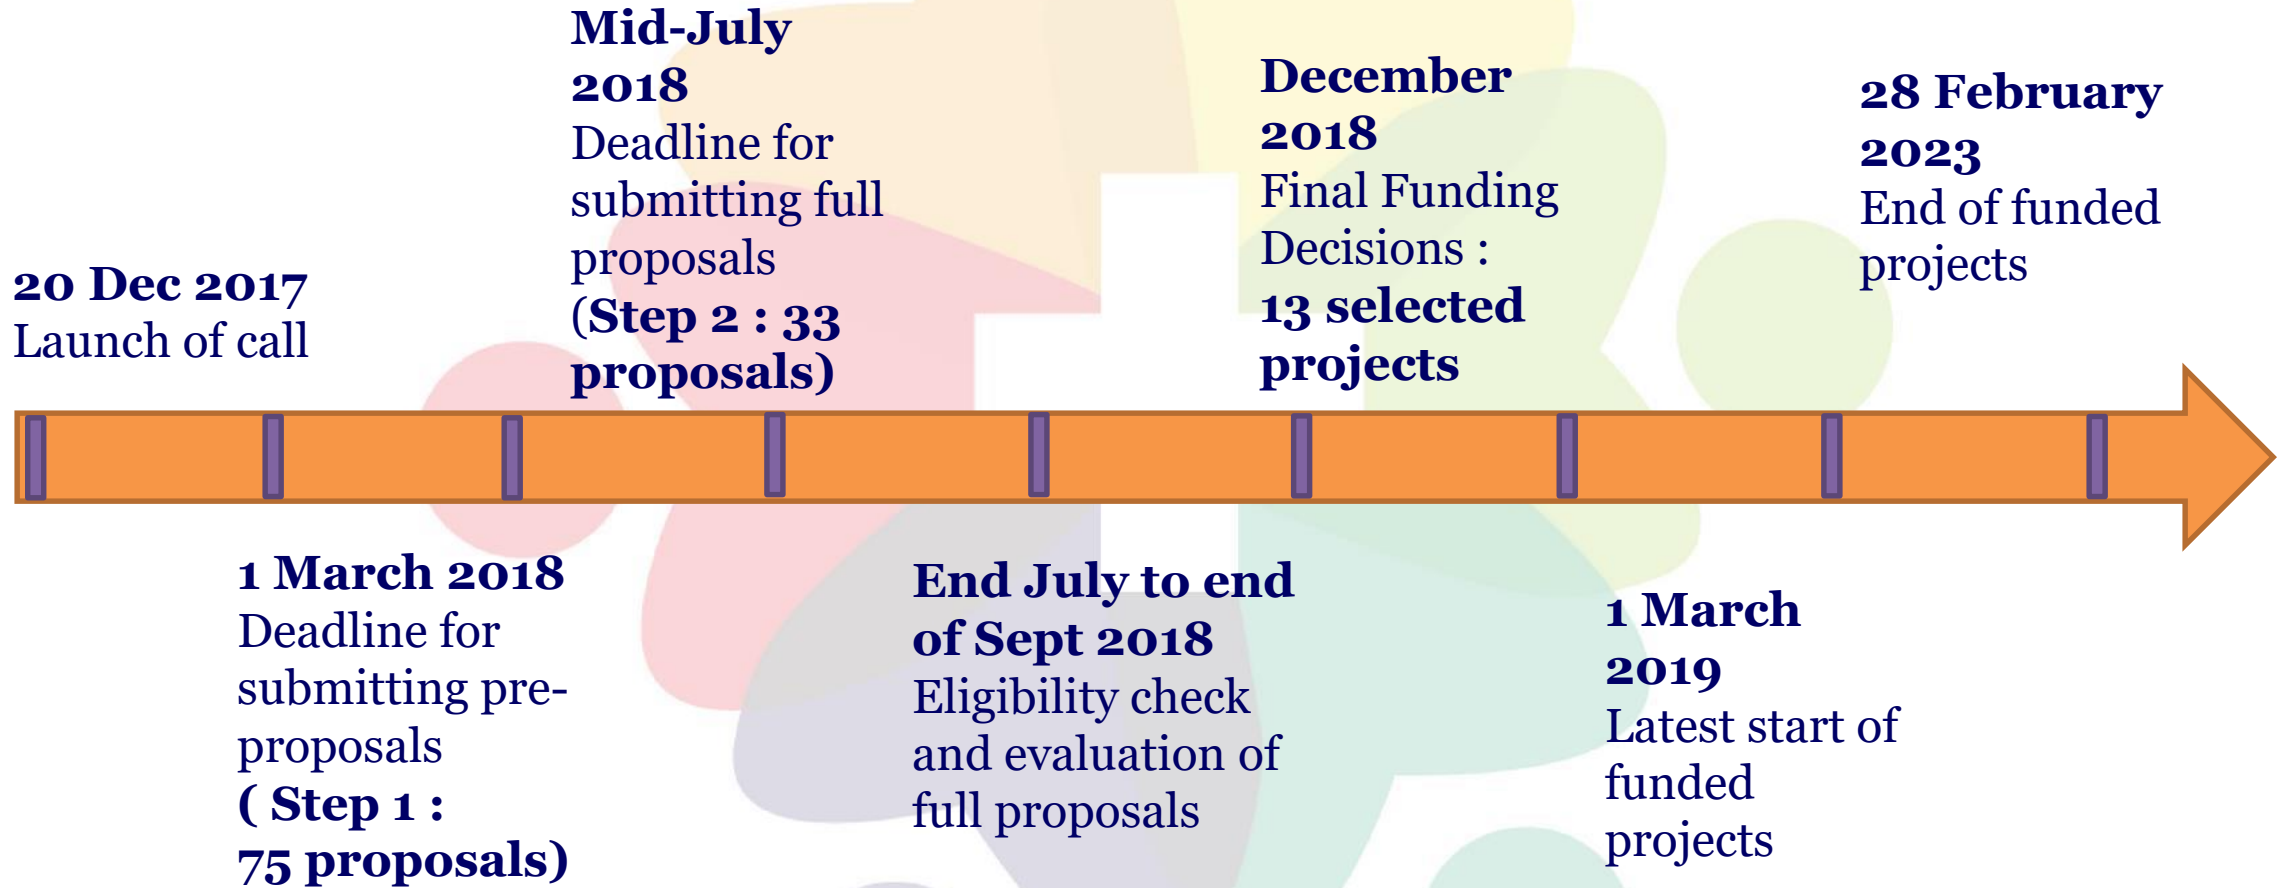 20 Dec 2017
Launch of call
1 March 2018
Deadline for
submitting pre-
proposals
( Step 1 :
75 proposals)
Mid-July
2018
Deadline for
submitting full
proposals
(Step 2 : 33
proposals)
End July to end
of Sept 2018
Eligibility check
and evaluation of
full proposals
December
2018
Final Funding
Decisions :
13 selected
projects
1 March
2019
Latest start of
funded
projects
28 February
2023
End of funded
projects